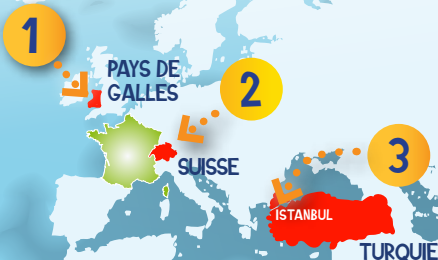 1
PAYS DE
GALLES
2
SUISSE
3
ISTANBUL
TURQUIE